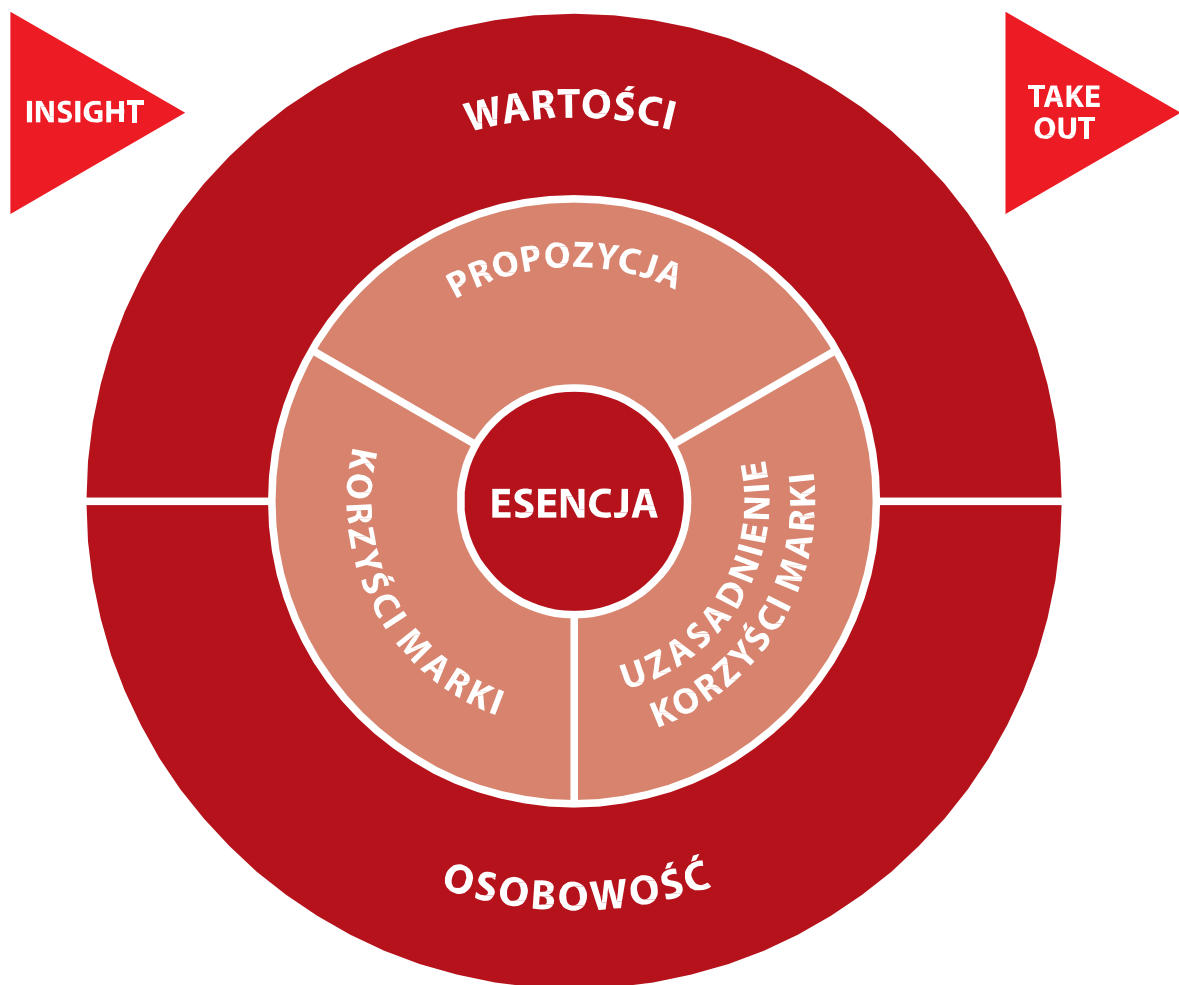 INSIGHT
TAKE
OUT
WARTOŚCI
PROPOZYCJA
KORZYŚCI MARKI
ESENCJA
UZASADNIENIE
KORZYŚCI MARKI
OSOBOWOŚĆ